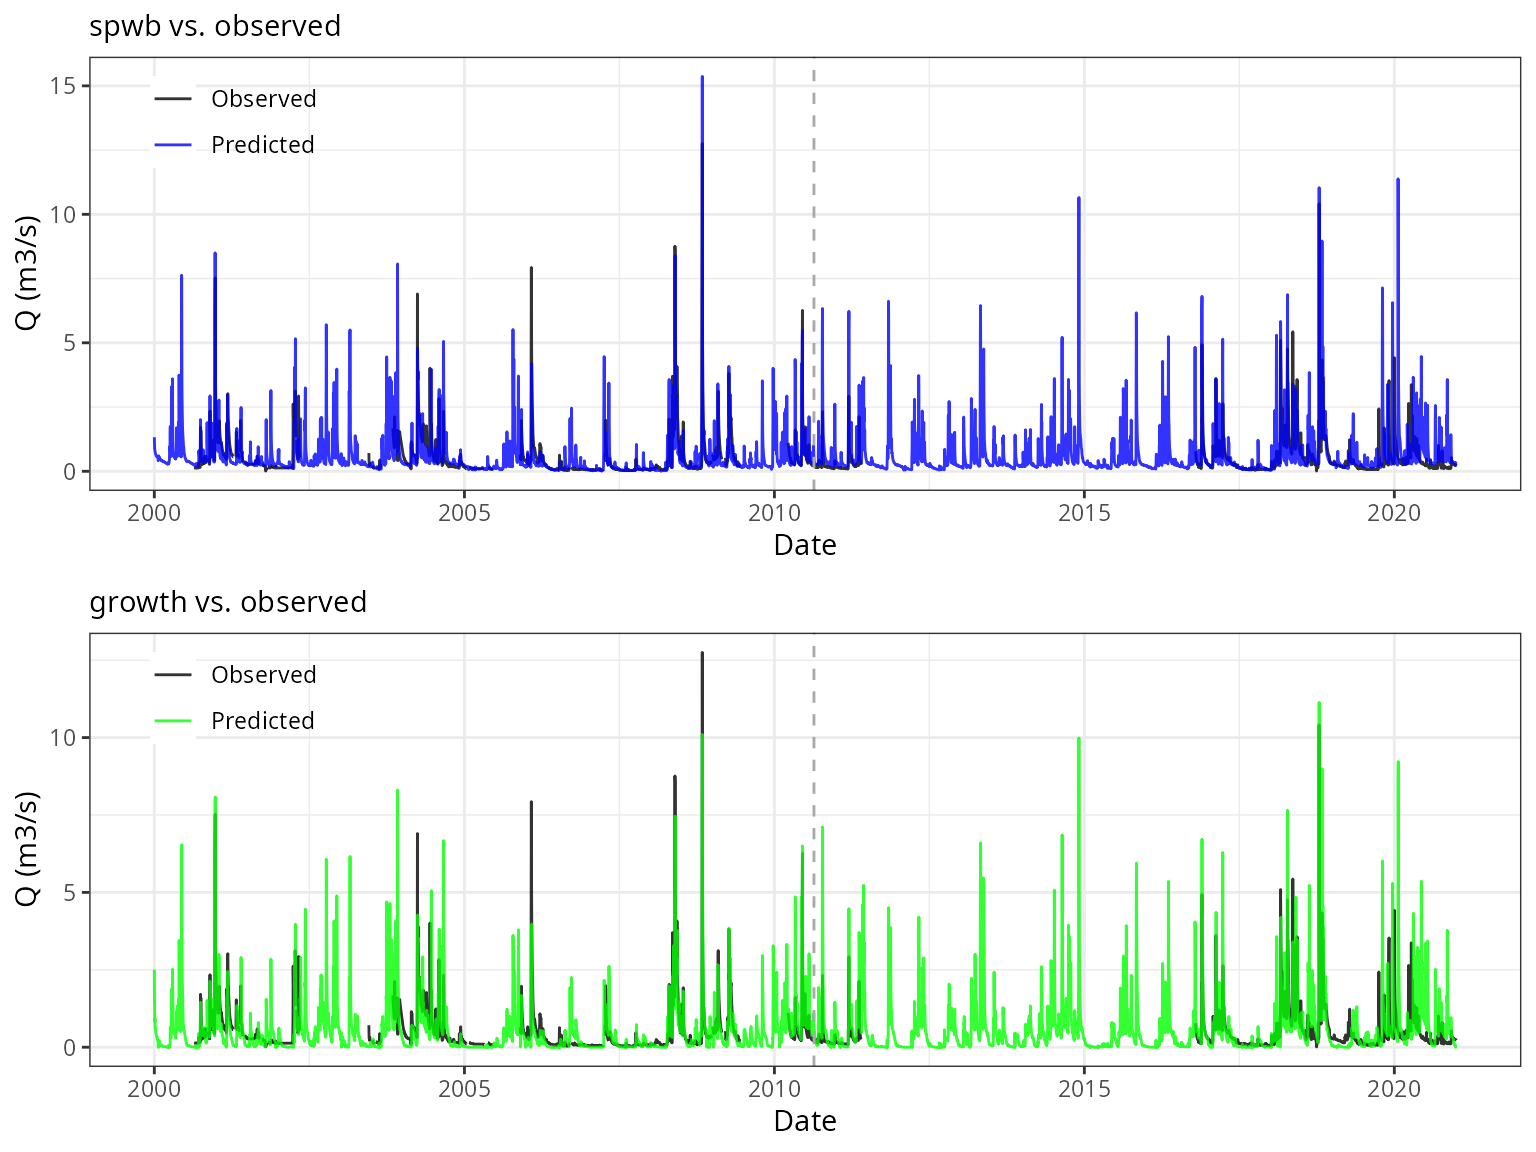 spwb vs. observed
Q (m3/s)
15
10
5
0
Observed
Predicted
2000 2005 2010 2015 2020
Date
growth vs. observed
Q (m3/s)
10
5
0
Observed
Predicted
2000 2005 2010 2015 2020
Date